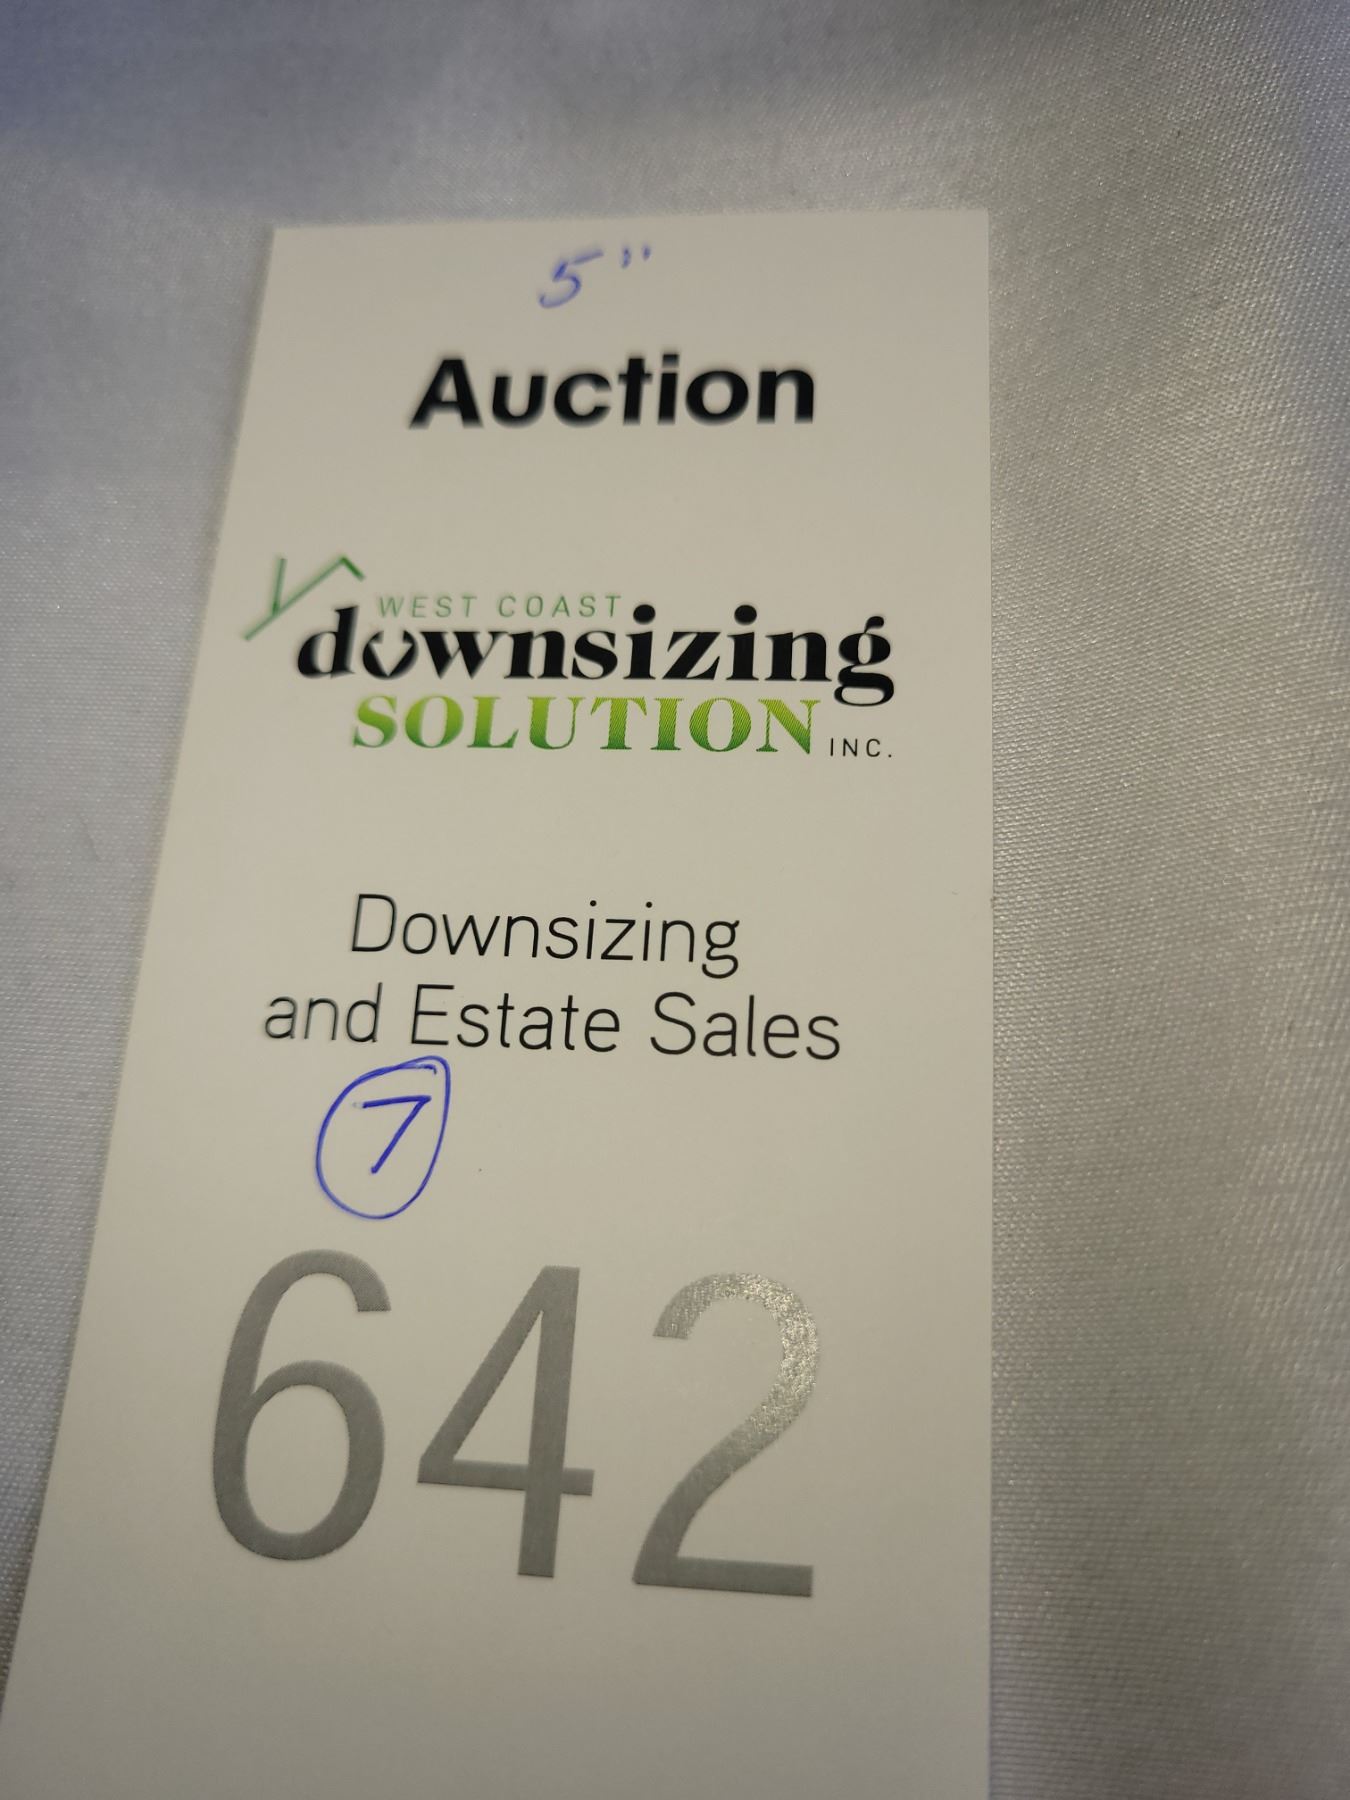 5"
Auction
WEST COAST
downsizing
SOLUTION INC.
Downsizing
and Estate Sales
7
642